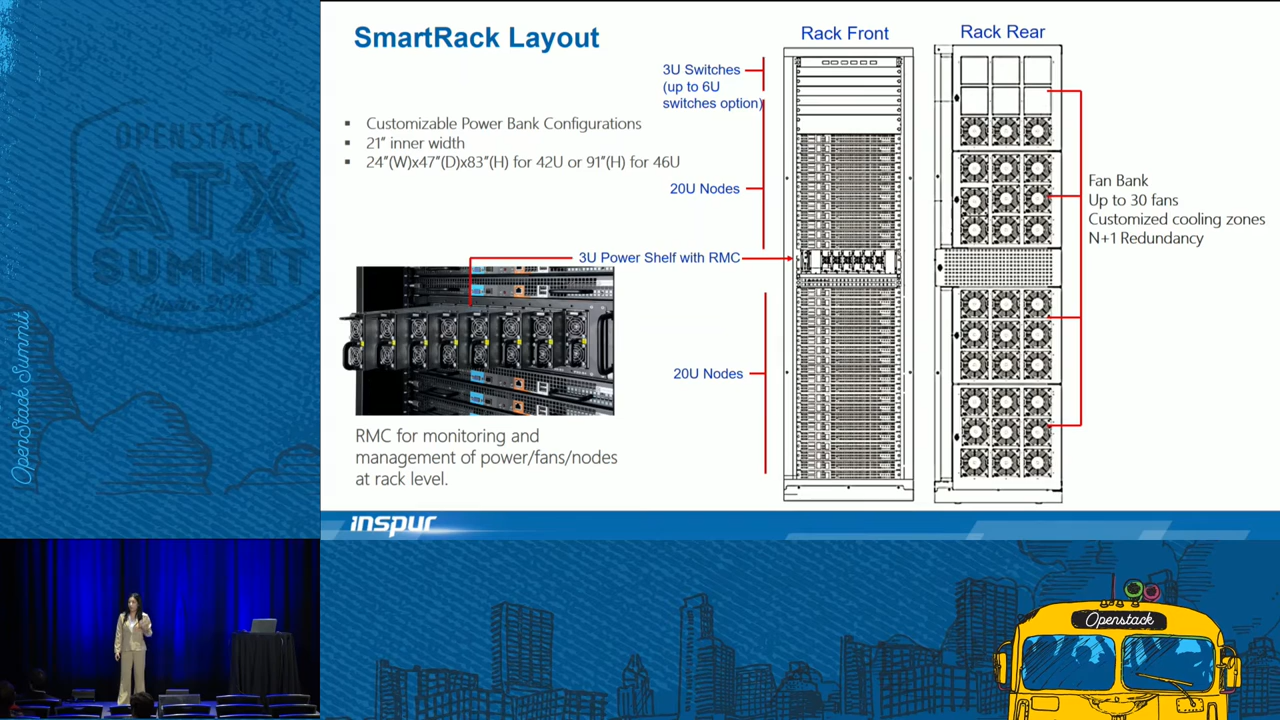 SmartRack Layout
Customizable Power Bank Configurations
21” inner width
24”(W)x47”(D)x83”(H) for 42U or 91”(H) for 46U
Rack Front
Rack Rear
3U Switches
(up to 6U
switches option)
20U Nodes
3U Power Shelf with RMC
20U Nodes
Fan Bank
Up to 30 fans
Customized cooling zones
N+1 Redundancy
RMC for monitoring and
management of power/fans/nodes
at rack level.
inspur
OPENSTACK
ATX
OpenStack Summit
Openstack